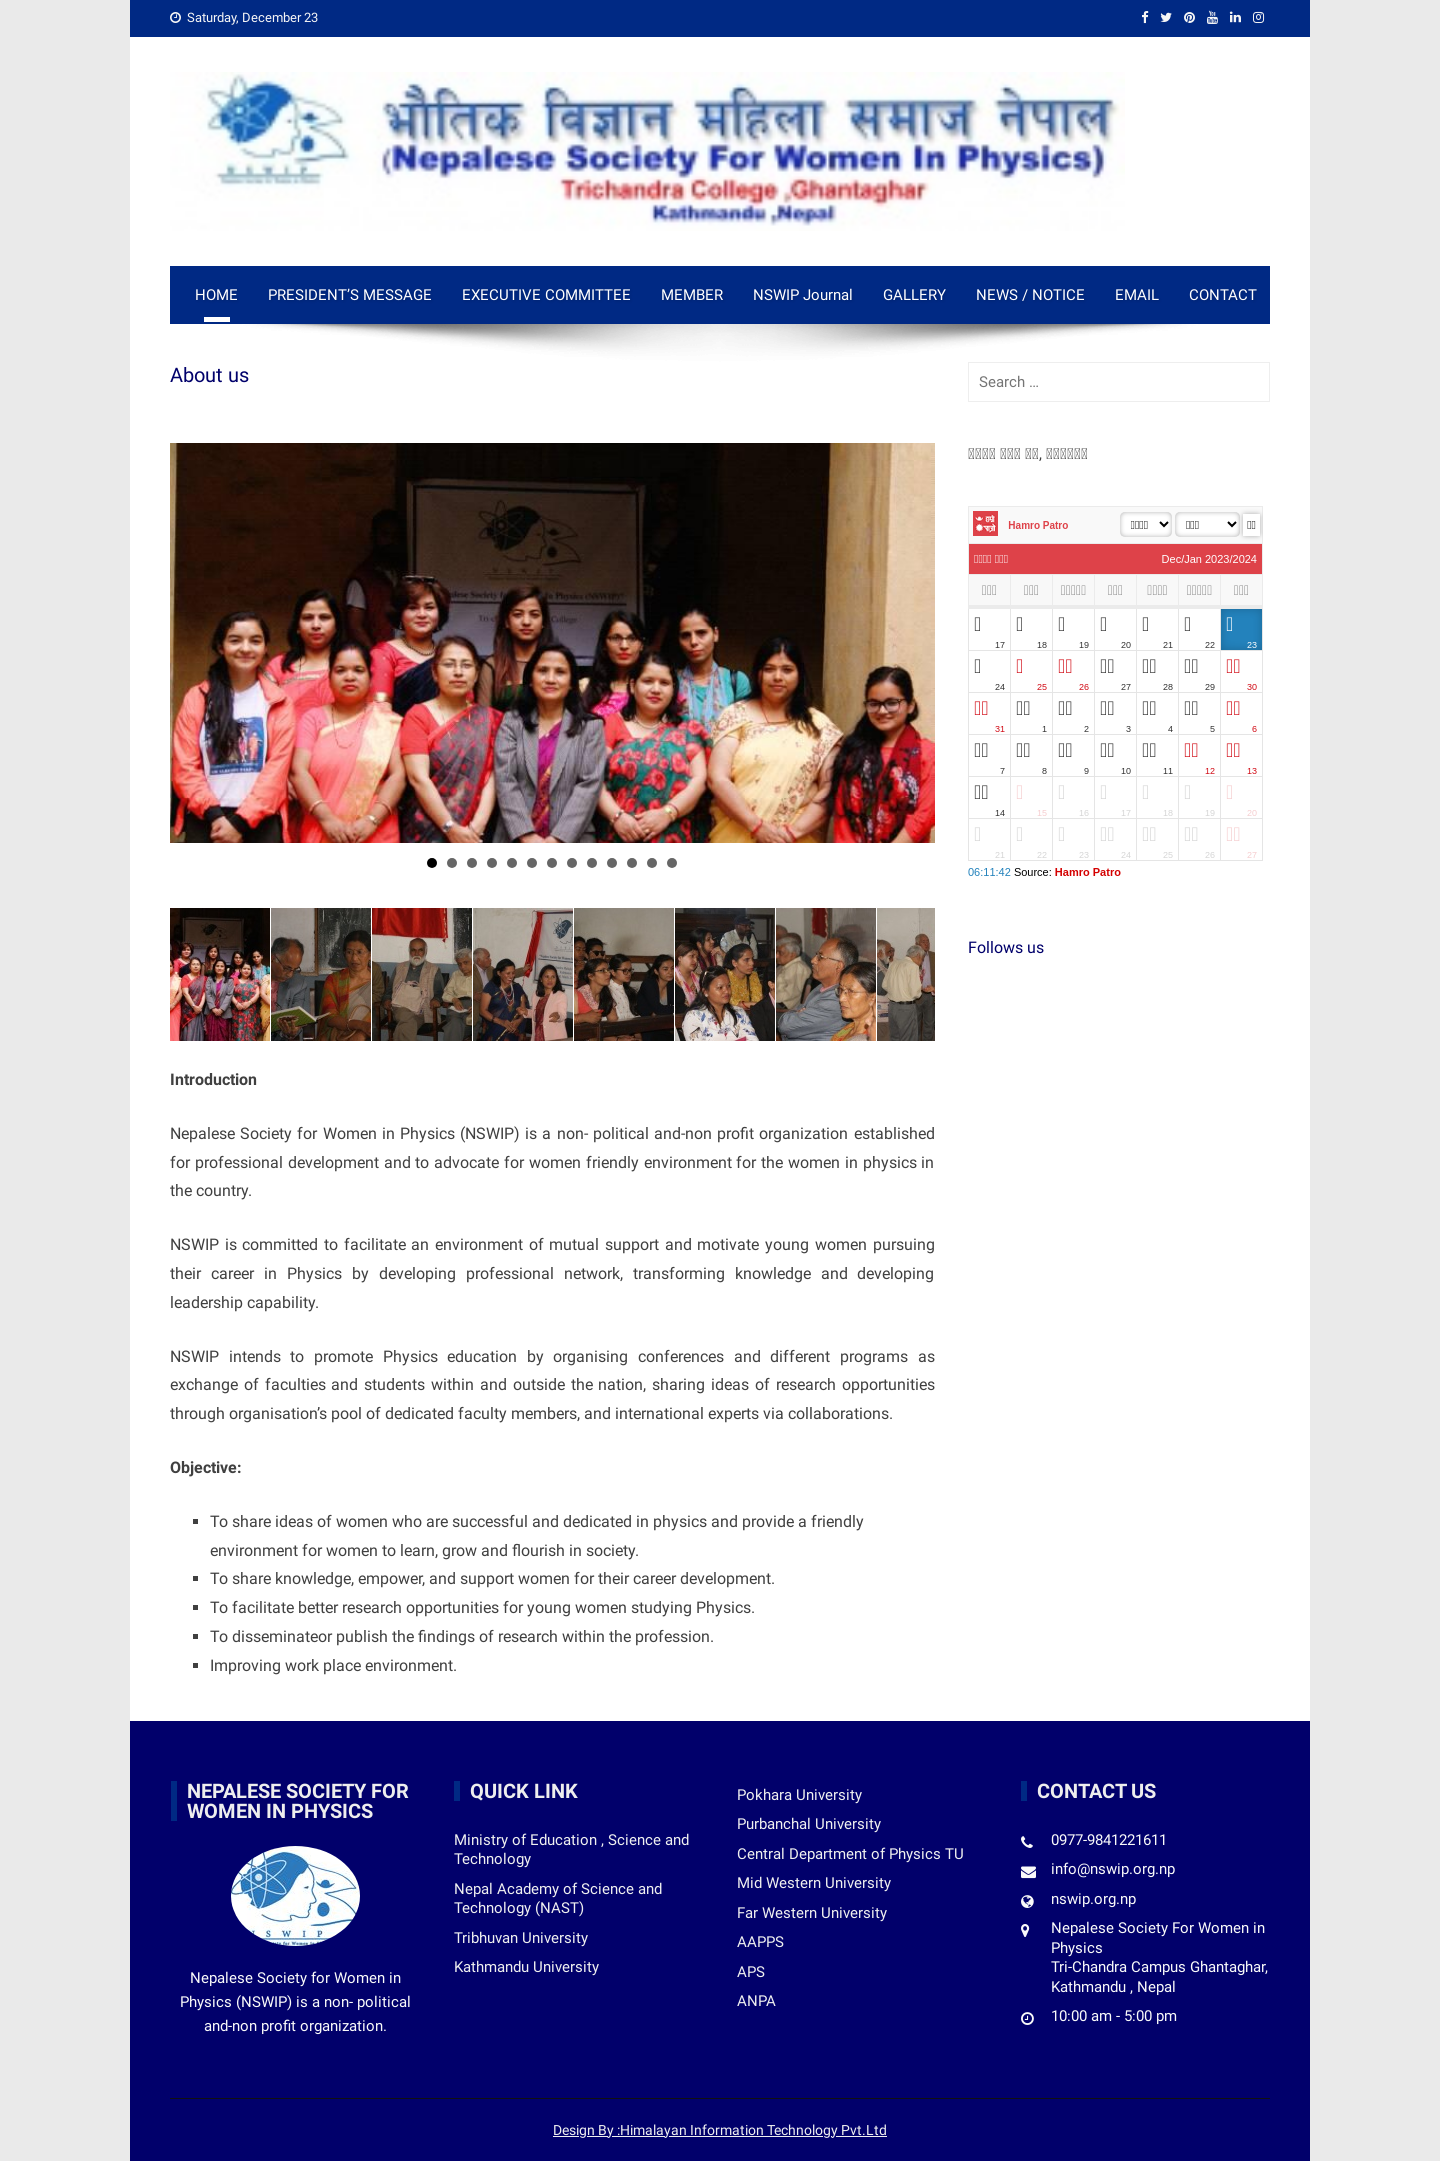 Saturday, December 23
NSWIP
भौतिक विज्ञान महिला समाज नेपाल
(Nepalese Society For Women In Physics)
Trichandra College ,Ghantaghar
Kathmandu ,Nepal
HOME PRESIDENT’S MESSAGE EXECUTIVE COMMITTEE MEMBER NSWIP Journal GALLERY NEWS / NOTICE EMAIL CONTACT
About us
Search …
Hamro Patro
Dec/Jan 2023/2024
17 18 19 20 21 22 23
24 25 26 27 28 29 30
31 1 2 3 4 5 6
7 8 9 10 11 12 13
14 15 16 17 18 19 20
21 22 23 24 25 26 27
06:11:42 Source: Hamro Patro
Follows us
Introduction
Nepalese Society for Women in Physics (NSWIP) is a non- political and-non profit organization established
for professional development and to advocate for women friendly environment for the women in physics in
the country.
NSWIP is committed to facilitate an environment of mutual support and motivate young women pursuing
their career in Physics by developing professional network, transforming knowledge and developing
leadership capability.
NSWIP intends to promote Physics education by organising conferences and different programs as
exchange of faculties and students within and outside the nation, sharing ideas of research opportunities
through organisation’s pool of dedicated faculty members, and international experts via collaborations.
Objective:
To share ideas of women who are successful and dedicated in physics and provide a friendly
environment for women to learn, grow and flourish in society.
To share knowledge, empower, and support women for their career development.
To facilitate better research opportunities for young women studying Physics.
To disseminateor publish the findings of research within the profession.
Improving work place environment.
NEPALESE SOCIETY FOR
WOMEN IN PHYSICS
Nepalese Society for Women in
Physics (NSWIP) is a non- political
and-non profit organization.
QUICK LINK
Ministry of Education , Science and
Technology
Nepal Academy of Science and
Technology (NAST)
Tribhuvan University
Kathmandu University
Pokhara University
Purbanchal University
Central Department of Physics TU
Mid Western University
Far Western University
AAPPS
APS
ANPA
CONTACT US
0977-9841221611
info@nswip.org.np
nswip.org.np
Nepalese Society For Women in
Physics
Tri-Chandra Campus Ghantaghar,
Kathmandu , Nepal
10:00 am - 5:00 pm
Design By :Himalayan Information Technology Pvt.Ltd